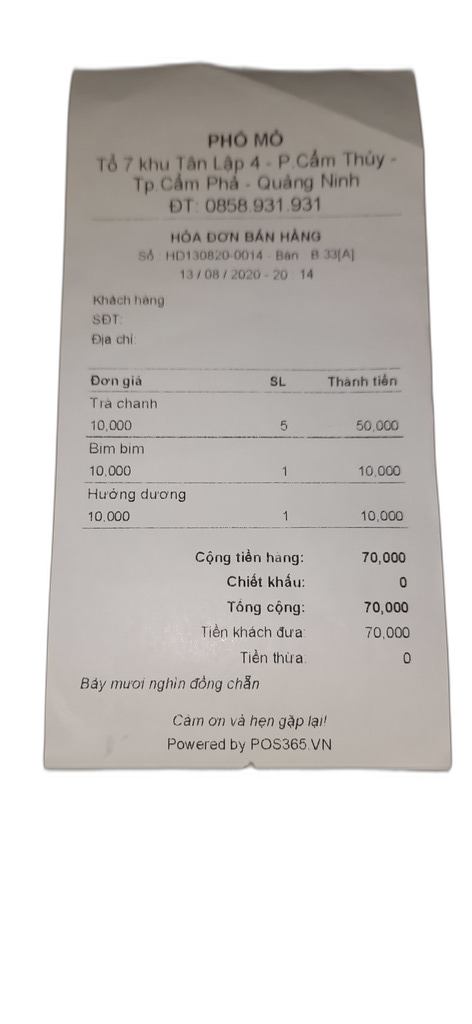 PHỐ MỎ
Tổ 7 khu Tân Lập 4 - P.Cẩm Thủy -
Tp.Cẩm Phả - Quảng Ninh
ĐT: 0858.931.931
HÓA ĐƠN BÁN HÀNG
Số : HD130820-0014 - Bàn : B.33[A]
13 / 08 / 2020 - 20 : 14
Khách hàng
SĐT:
Địa chỉ:
Đơn giá SL Thành tiền
Trà chanh
10,000 5 50,000
Bim bim
10,000 1 10,000
Hướng dương
10,000 1 10,000
Cộng tiền hàng: 70,000
Chiết khấu: 0
Tổng cộng: 70,000
Tiền khách đưa: 70,000
Tiền thừa: 0
Bảy mươi nghìn đồng chẵn
Cảm ơn và hẹn gặp lại!
Powered by POS365.VN